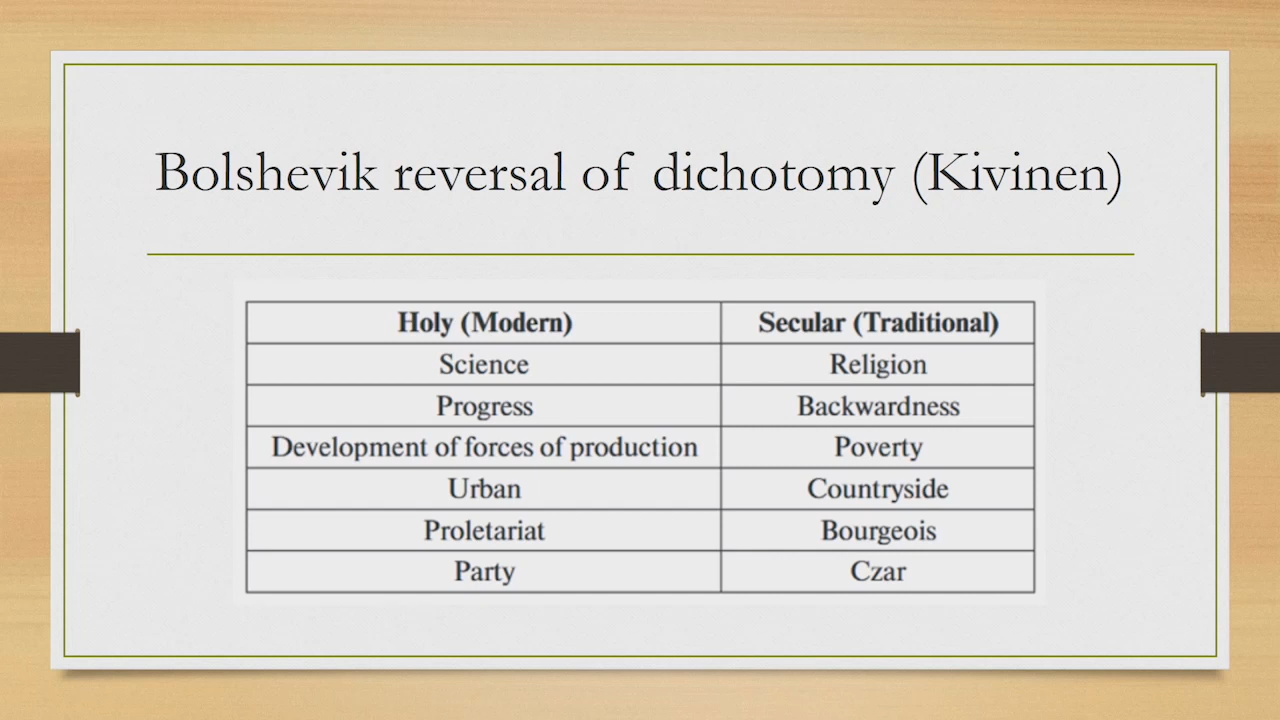 Bolshevik reversal of dichotomy (Kivinen)
Holy (Modern) Secular (Traditional)
Science Religion
Progress Backwardness
Development of forces of production Poverty
Urban Countryside
Proletariat Bourgeois
Party Czar